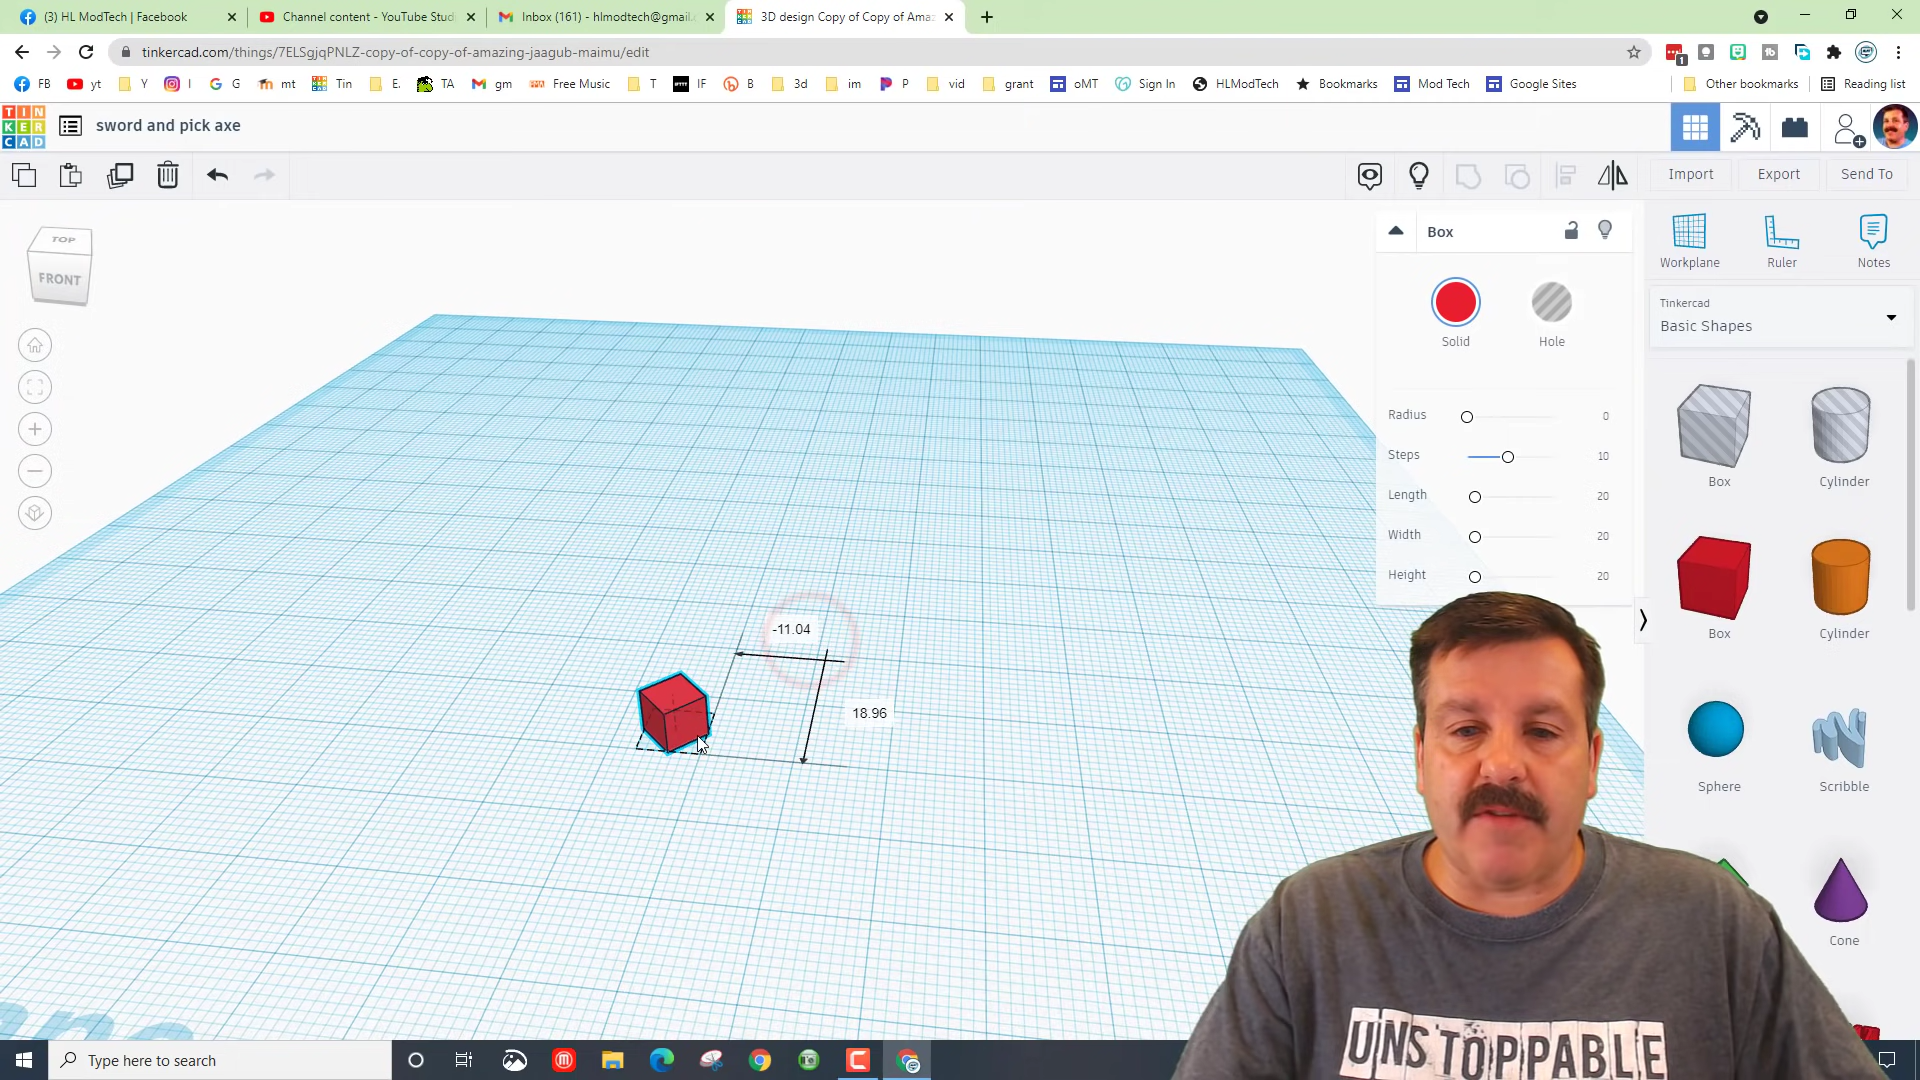 (3) HL ModTech | Facebook
Channel content - YouTube Studi
Inbox (161) - hlmodtech@gmail.c
3D design Copy of Copy of Amaz
tinkercad.com/things/7ELSgjqPNLZ-copy-of-copy-of-amazing-jaagub-maimu/edit
1
FB
yt
Y
I
G
mt
Tin
E.
TA
gm
Free Music
T
IF
B
3d
im
P
vid
grant
oMT
Sign In
HLModTech
Bookmarks
Mod Tech
Google Sites
Other bookmarks
Reading list
TIN
KER
CAD
sword and pick axe
Import
Export
Send To
TOP
FRONT
Box
Solid
Hole
Radius 0
Steps 10
Length 20
Width 20
Height 20
Workplane
Ruler
Notes
Tinkercad
Basic Shapes
Box
Cylinder
Box
Cylinder
Sphere
Scribble
Cone
-11.04
18.96
UNSTOPPABLE
Type here to search